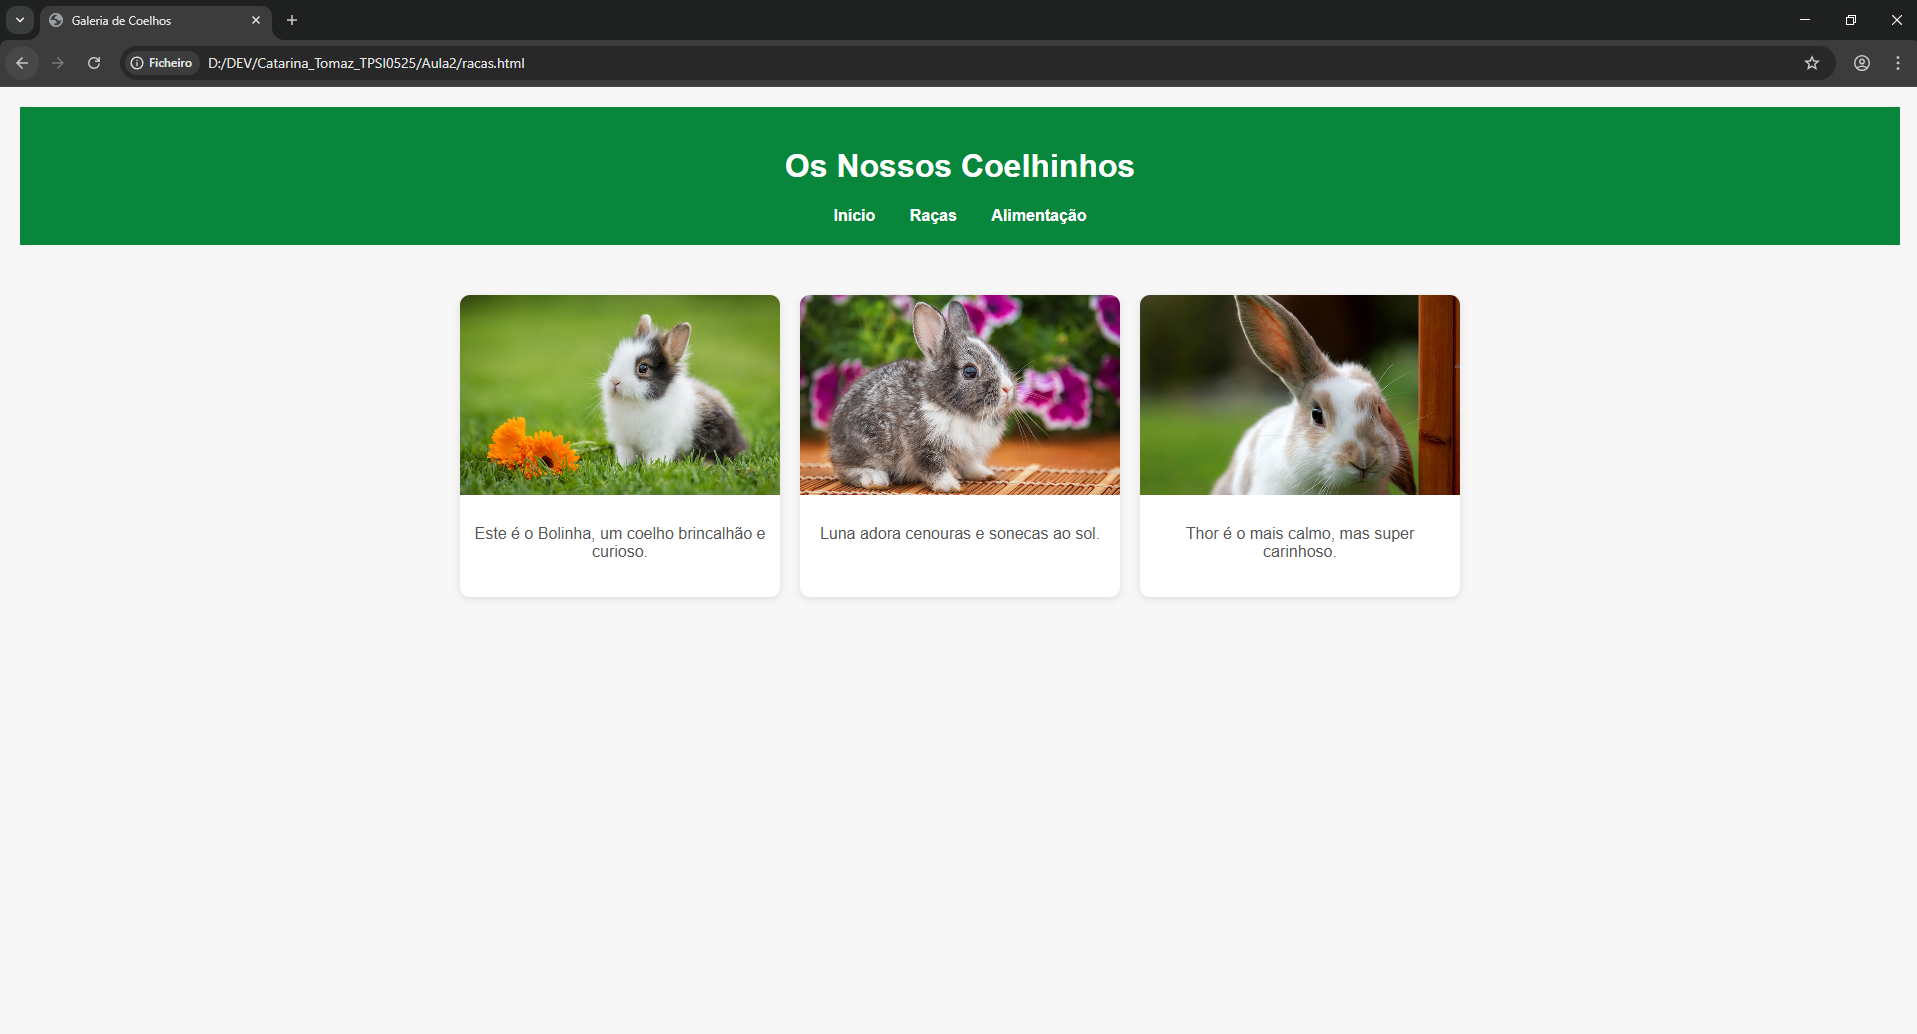 Galeria de Coelhos
Ficheiro D:/DEV/Catarina_Tomaz_TPSI0525/Aula2/racas.html
Os Nossos Coelhinhos
Início Raças Alimentação
Este é o Bolinha, um coelho brincalhão e
curioso.
Luna adora cenouras e sonecas ao sol.
Thor é o mais calmo, mas super
carinhoso.